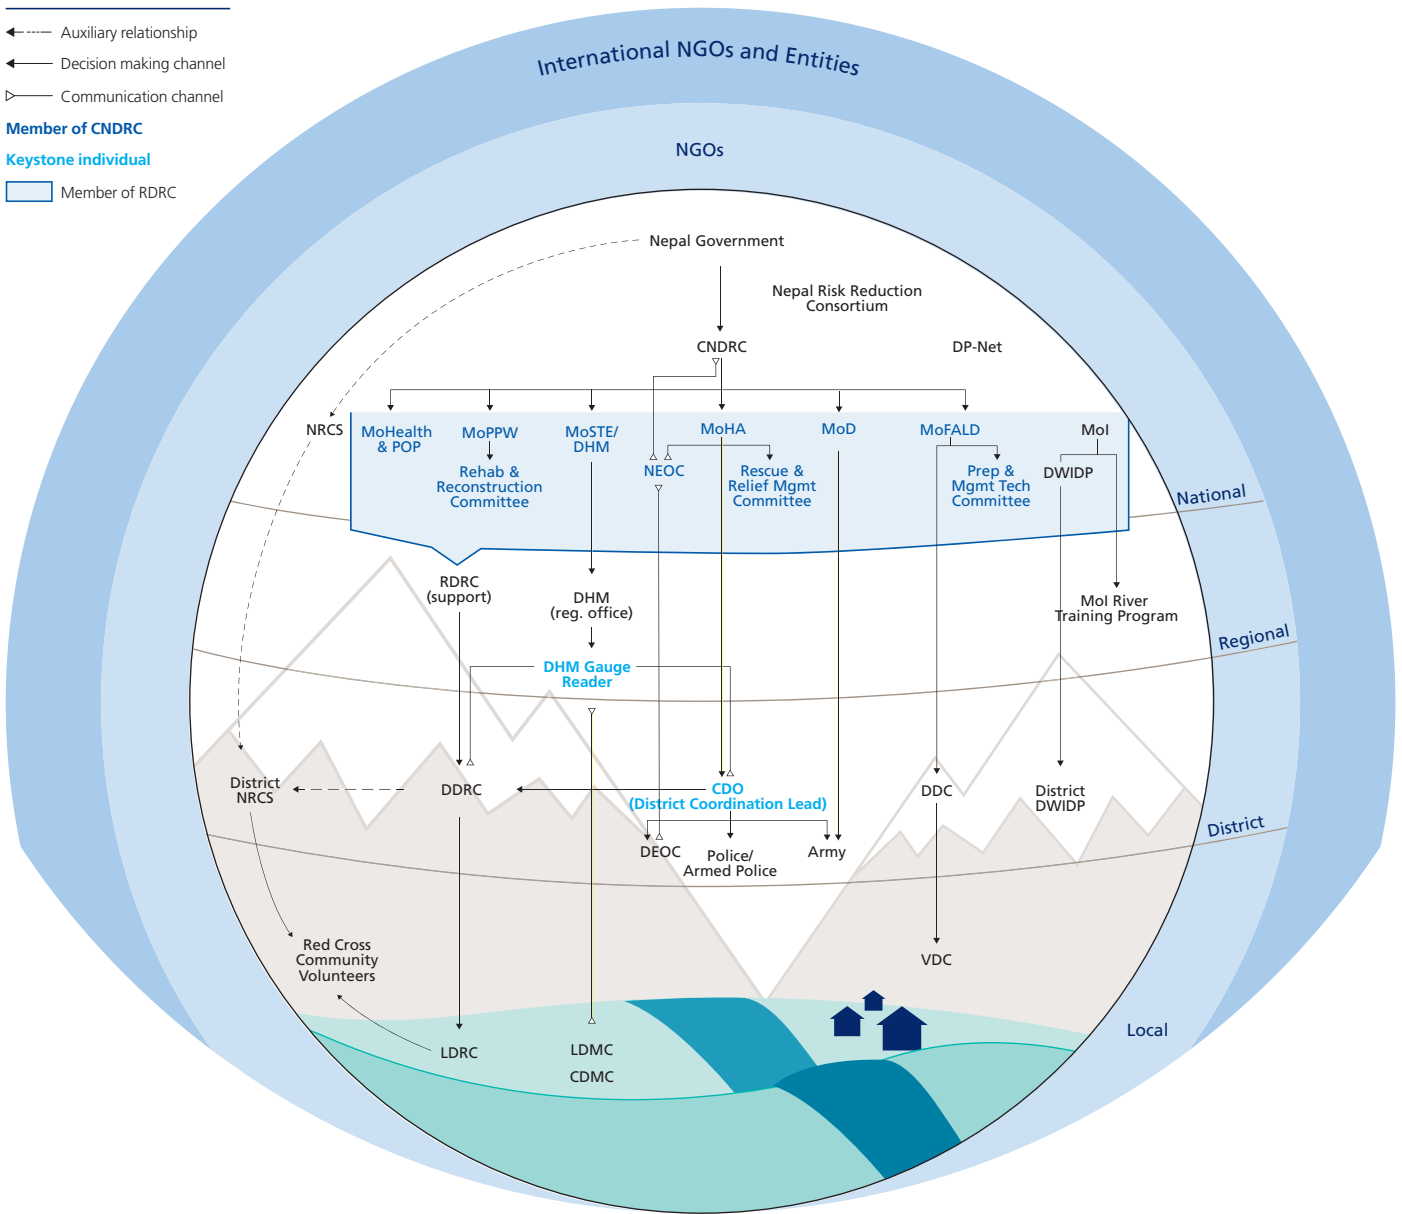 Auxiliary relationship
Decision making channel
Communication channel
Member of CNDRC
Keystone individual
Member of RDRC
International NGOs and Entities
NGOs
Nepal Government
Nepal Risk Reduction
Consortium
CNDRC
DP-Net
NRCS
MoHealth
& POP
MoPPW
MoSTE/
DHM
MoHA
MoD
MoFALD
MoI
Rehab &
Reconstruction
Committee
NEOC
Rescue &
Relief Mgmt
Committee
Prep &
Mgmt Tech
Committee
DWIDP
National
RDRC
(support)
DHM
(reg. office)
MoI River
Training Program
Regional
DHM Gauge
Reader
District
NRCS
DDRC
CDO
(District Coordination Lead)
DDC
District
DWIDP
District
DEOC
Police/
Armed Police
Army
Red Cross
Community
Volunteers
VDC
Local
LDRC
LDMC
CDMC